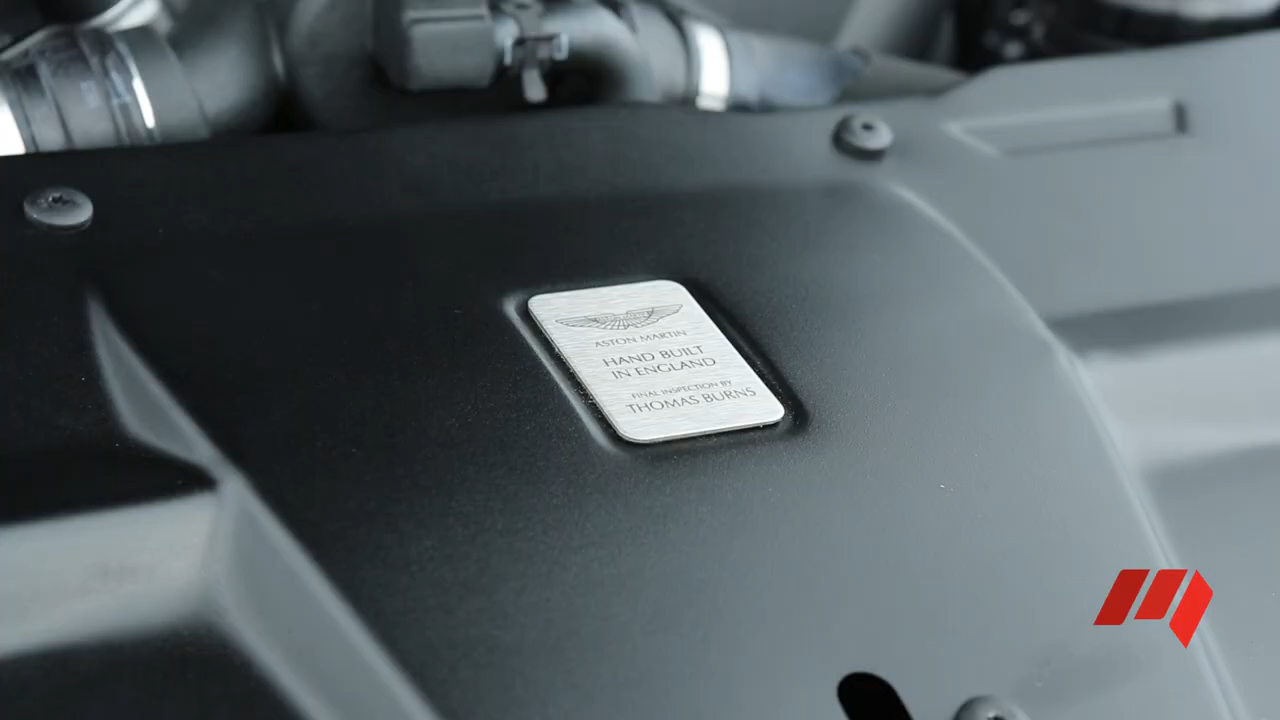 ASTON MARTIN
HAND BUILT
IN ENGLAND
FINAL INSPECTION BY
THOMAS BURNS